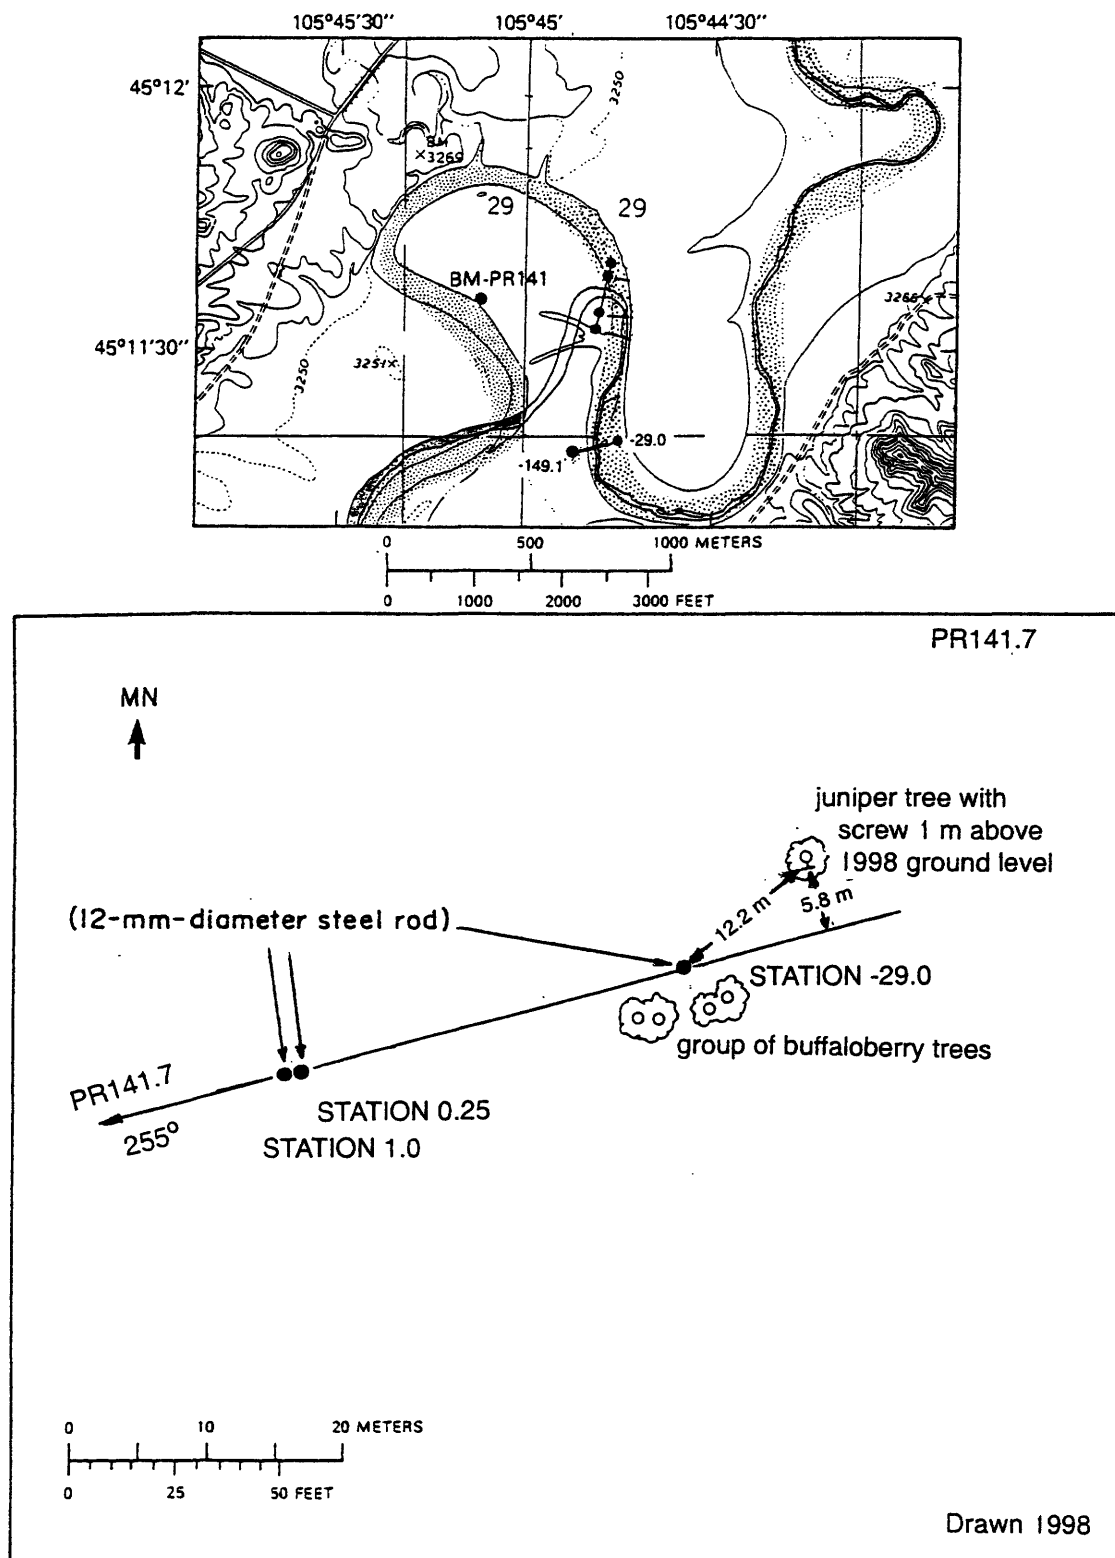 105°45'30'' 105°45' 105°44'30''
45°12'
3250
BM
×3269
29 29
BM-PR141
3266×
45°11'30''
3251×
3250
-29.0
-149.1
0 500 1000 METERS
0 1000 2000 3000 FEET
PR141.7
MN
juniper tree with
screw 1 m above
1998 ground level
12.2 m
5.8 m
(12-mm-diameter steel rod)
STATION -29.0
group of buffaloberry trees
PR141.7
255°
STATION 0.25
STATION 1.0
0 10 20 METERS
0 25 50 FEET
Drawn 1998